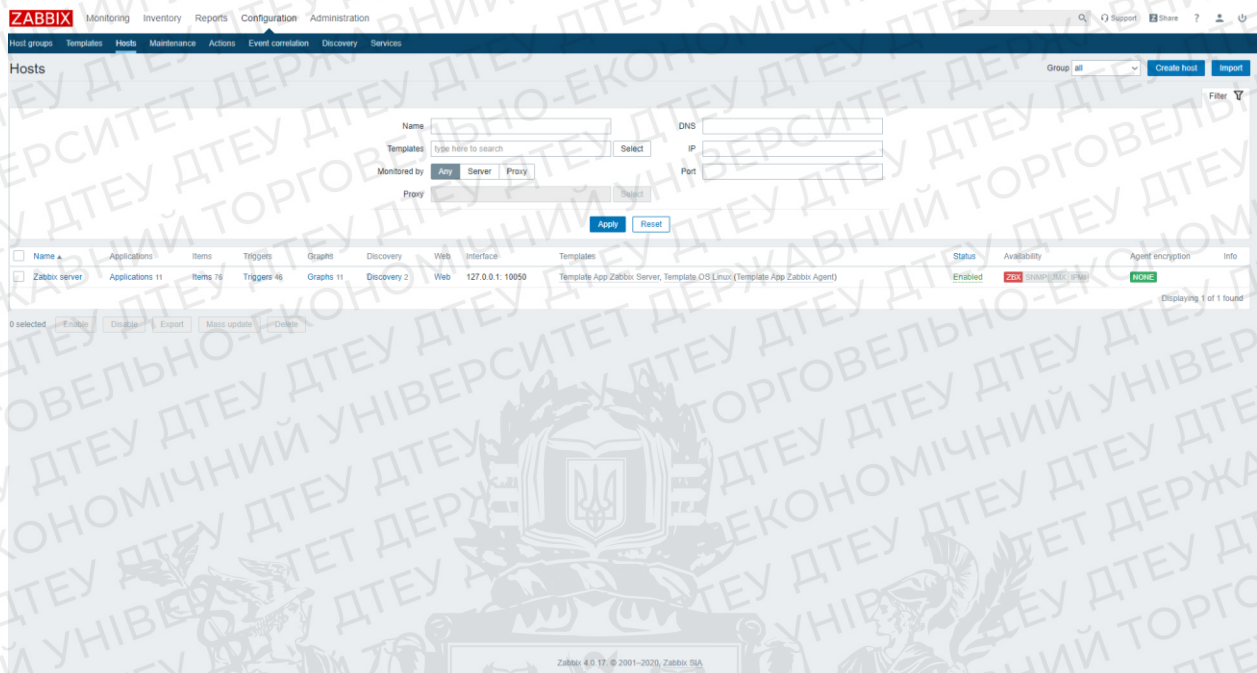 ZABBIX Monitoring Inventory Reports Configuration Administration Support Share ?
Host groups Templates Hosts Maintenance Actions Event correlation Discovery Services
Hosts Group all Create host Import
Filter
Name DNS
Templates type here to search Select IP
Monitored by Any Server Proxy Port
Proxy Select
Apply Reset
Name Applications Items Triggers Graphs Discovery Web Interface Templates Status Availability Agent encryption Info
Zabbix server Applications 11 Items 76 Triggers 46 Graphs 11 Discovery 2 Web 127.0.0.1: 10050 Template App Zabbix Server, Template OS Linux (Template App Zabbix Agent) Enabled ZBX SNMP JMX IPMI NONE
Displaying 1 of 1 found
0 selected Enable Disable Export Mass update Delete
Zabbix 4.0.17. © 2001–2020, Zabbix SIA